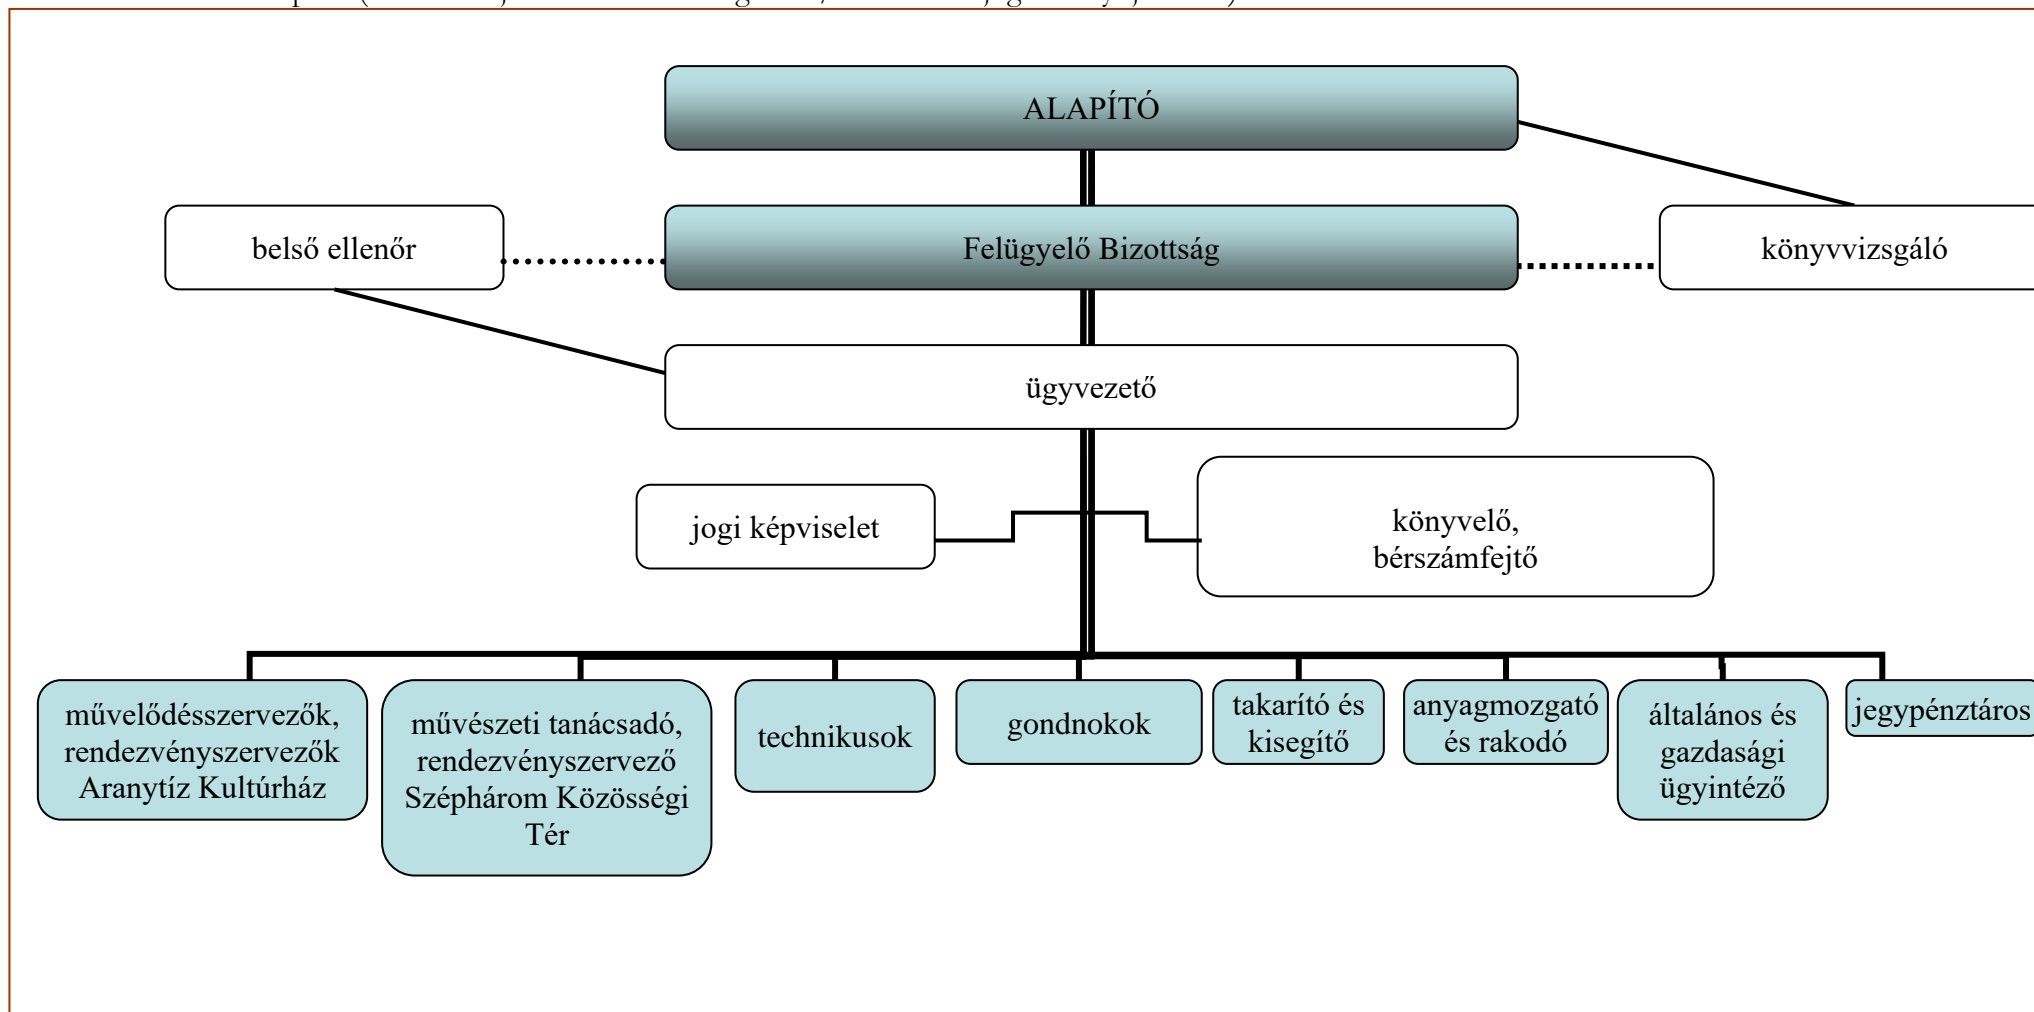 ALAPÍTÓ
belső ellenőr
Felügyelő Bizottság
könyvvizsgáló
ügyvezető
jogi képviselet
könyvelő,
bérszámfejtő
művelődésszervezők,
rendezvényszervezők
Aranytíz Kultúrház
művészeti tanácsadó,
rendezvényszervező
Széphárom Közösségi
Tér
technikusok
gondnokok
takarító és
kisegítő
anyagmozgató
és rakodó
általános és
gazdasági
ügyintéző
jegypénztáros